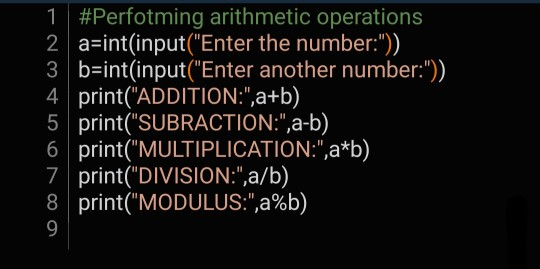 1 #Perfotming arithmetic operations
2 a=int(input("Enter the number:"))
3 b=int(input("Enter another number:"))
4 print("ADDITION:",a+b)
5 print("SUBRACTION:",a-b)
6 print("MULTIPLICATION:",a*b)
7 print("DIVISION:",a/b)
8 print("MODULUS:",a%b)
9